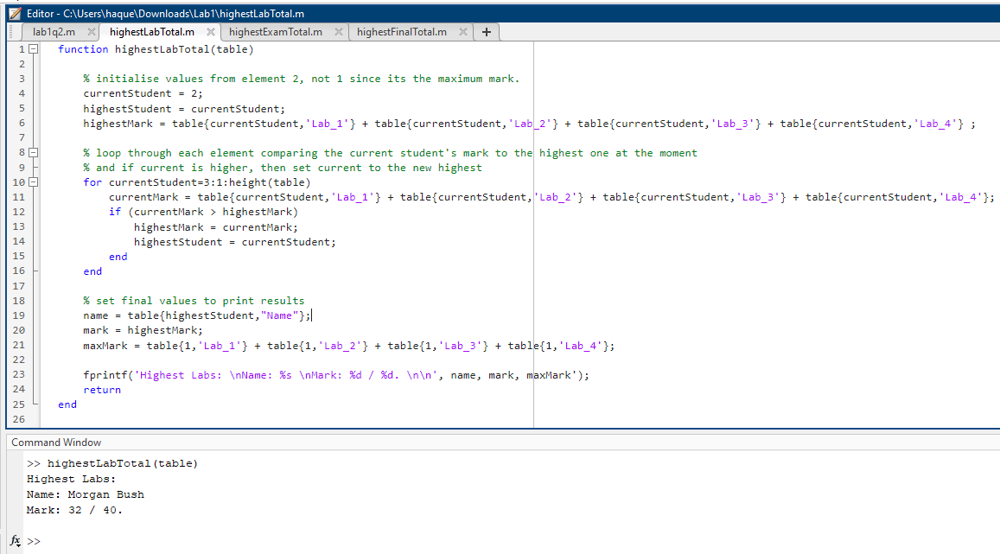 Editor - C:\Users\haque\Downloads\Lab1\highestLabTotal.m
lab1q2.m highestLabTotal.m highestExamTotal.m highestFinalTotal.m +
1 function highestLabTotal(table)
2
3 % initialise values from element 2, not 1 since its the maximum mark.
4 currentStudent = 2;
5 highestStudent = currentStudent;
6 highestMark = table{currentStudent,'Lab_1'} + table{currentStudent,'Lab_2'} + table{currentStudent,'Lab_3'} + table{currentStudent,'Lab_4'} ;
7
8 % loop through each element comparing the current student's mark to the highest one at the moment
9 % and if current is higher, then set current to the new highest
10 for currentStudent=3:1:height(table)
11 currentMark = table{currentStudent,'Lab_1'} + table{currentStudent,'Lab_2'} + table{currentStudent,'Lab_3'} + table{currentStudent,'Lab_4'};
12 if (currentMark > highestMark)
13 highestMark = currentMark;
14 highestStudent = currentStudent;
15 end
16 end
17
18 % set final values to print results
19 name = table{highestStudent,"Name"};
20 mark = highestMark;
21 maxMark = table{1,'Lab_1'} + table{1,'Lab_2'} + table{1,'Lab_3'} + table{1,'Lab_4'};
22
23 fprintf('Highest Labs: \nName: %s \nMark: %d / %d. \n\n', name, mark, maxMark');
24 return
25 end
26
Command Window
>> highestLabTotal(table)
Highest Labs:
Name: Morgan Bush
Mark: 32 / 40.
fx >>